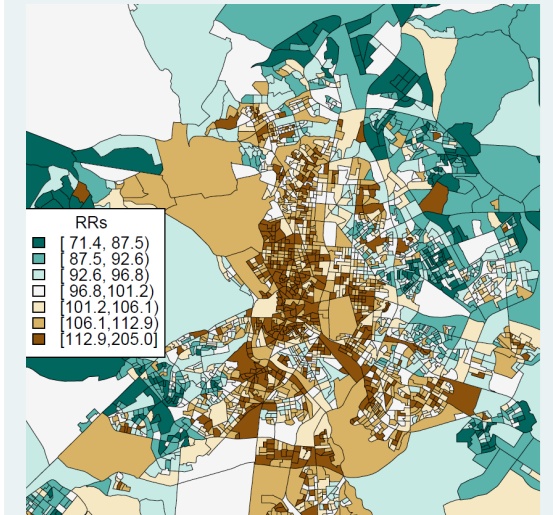 RRs
[ 71.4, 87.5)
[ 87.5, 92.6)
[ 92.6, 96.8)
[ 96.8,101.2)
[101.2,106.1)
[106.1,112.9)
[112.9,205.0]